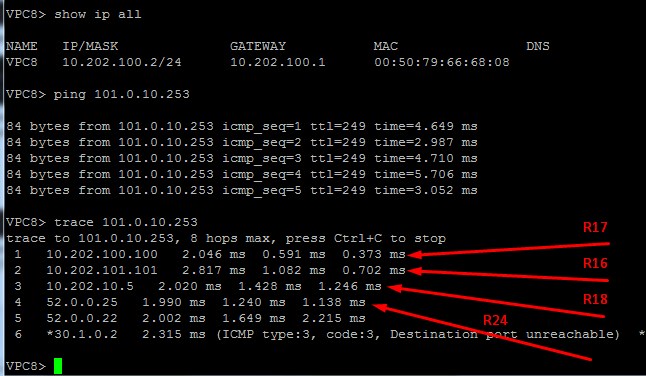 VPC8> show ip all
NAME IP/MASK GATEWAY MAC DNS
VPC8 10.202.100.2/24 10.202.100.1 00:50:79:66:68:08
VPC8> ping 101.0.10.253
84 bytes from 101.0.10.253 icmp_seq=1 ttl=249 time=4.649 ms
84 bytes from 101.0.10.253 icmp_seq=2 ttl=249 time=2.987 ms
84 bytes from 101.0.10.253 icmp_seq=3 ttl=249 time=4.710 ms
84 bytes from 101.0.10.253 icmp_seq=4 ttl=249 time=5.706 ms
84 bytes from 101.0.10.253 icmp_seq=5 ttl=249 time=3.052 ms
VPC8> trace 101.0.10.253
R17
trace to 101.0.10.253, 8 hops max, press Ctrl+C to stop
1 10.202.100.100 2.046 ms 0.591 ms 0.373 ms
R16
2 10.202.101.101 2.817 ms 1.082 ms 0.702 ms
3 10.202.10.5 2.020 ms 1.428 ms 1.246 ms
R18
4 52.0.0.25 1.990 ms 1.240 ms 1.138 ms
R24
5 52.0.0.22 2.002 ms 1.649 ms 2.215 ms
6 *30.1.0.2 2.315 ms (ICMP type:3, code:3, Destination port unreachable) *
VPC8>